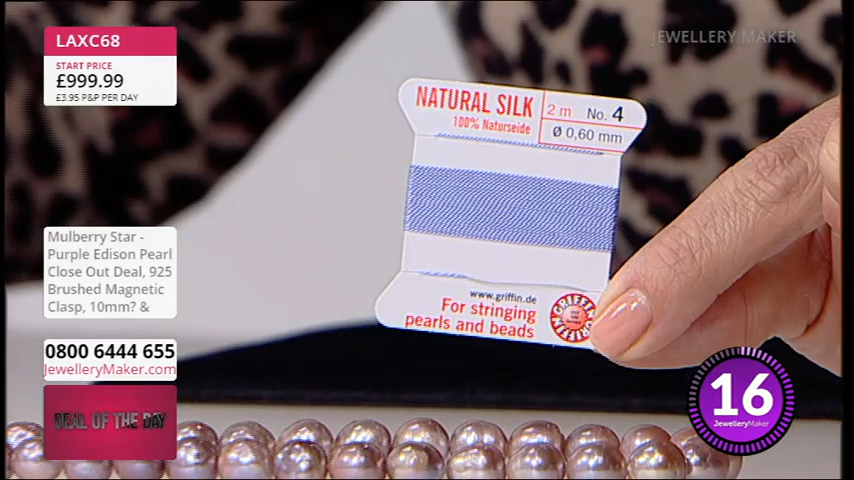 LAXC68
START PRICE
£999.99
£3.95 P&P PER DAY
JEWELLERY MAKER
NATURAL SILK
100% Naturseide
2 m No. 4
Ø 0,60 mm
www.griffin.de
For stringing
pearls and beads
GRIFFIN
GRIFFIN
Mulberry Star -
Purple Edison Pearl
Close Out Deal, 925
Brushed Magnetic
Clasp, 10mm? &
0800 6444 655
JewelleryMaker.com
DEAL OF THE DAY
16
JewelleryMaker